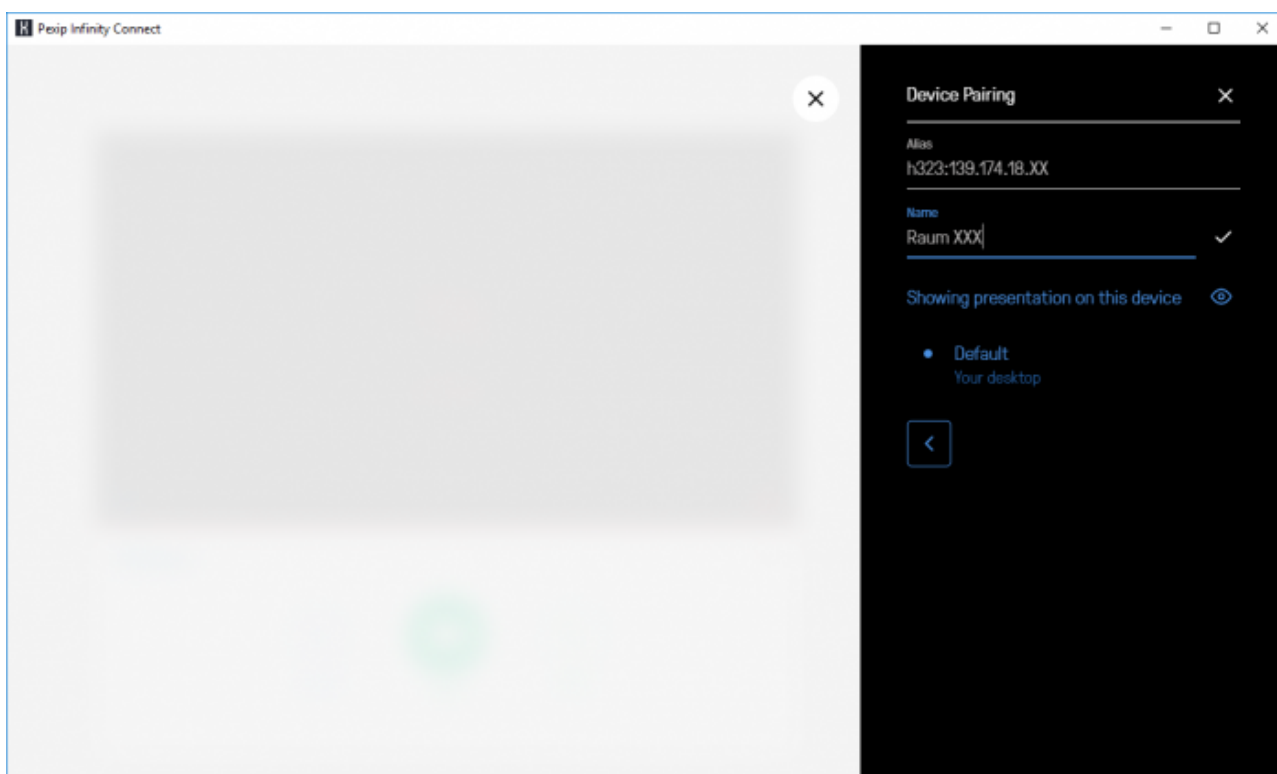 Pexip Infinity Connect
Device Pairing
Alias
h323:139.174.18.XX
Name
Raum XXX
Showing presentation on this device
Default
Your desktop